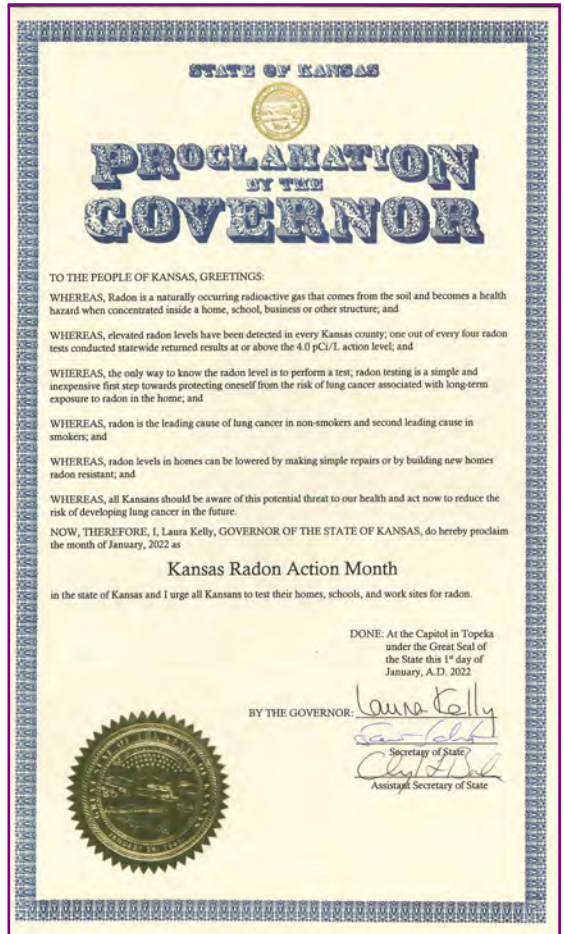 STATE OF KANSAS
PROCLAMATION
BY THE
GOVERNOR
TO THE PEOPLE OF KANSAS, GREETINGS:
WHEREAS, Radon is a naturally occurring radioactive gas that comes from the soil and becomes a health
hazard when concentrated inside a home, school, business or other structure; and
WHEREAS, elevated radon levels have been detected in every Kansas county; one out of every four radon
tests conducted statewide returned results at or above the 4.0 pCi/L action level; and
WHEREAS, the only way to know the radon level is to perform a test; radon testing is a simple and
inexpensive first step towards protecting oneself from the risk of lung cancer associated with long-term
exposure to radon in the home; and
WHEREAS, radon is the leading cause of lung cancer in non-smokers and second leading cause in
smokers; and
WHEREAS, radon levels in homes can be lowered by making simple repairs or by building new homes
radon resistant; and
WHEREAS, all Kansans should be aware of this potential threat to our health and act now to reduce the
risk of developing lung cancer in the future.
NOW, THEREFORE, I, Laura Kelly, GOVERNOR OF THE STATE OF KANSAS, do hereby proclaim
the month of January, 2022 as
Kansas Radon Action Month
in the state of Kansas and I urge all Kansans to test their homes, schools, and work sites for radon.
DONE: At the Capitol in Topeka
under the Great Seal of
the State this 1st day of
January, A.D. 2022
BY THE GOVERNOR: Laura Kelly
Secretary of State
Assistant Secretary of State
GREAT SEAL OF THE STATE OF KANSAS